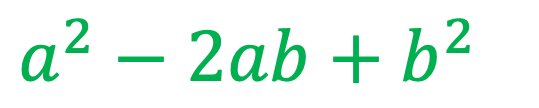 a² − 2ab + b²